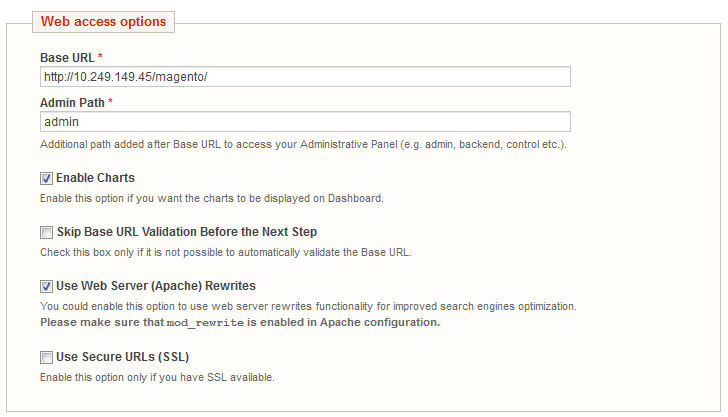 Web access options
Base URL *
http://10.249.149.45/magento/
Admin Path *
admin
Additional path added after Base URL to access your Administrative Panel (e.g. admin, backend, control etc.).
Enable Charts
Enable this option if you want the charts to be displayed on Dashboard.
Skip Base URL Validation Before the Next Step
Check this box only if it is not possible to automatically validate the Base URL.
Use Web Server (Apache) Rewrites
You could enable this option to use web server rewrites functionality for improved search engines optimization.
Please make sure that mod_rewrite is enabled in Apache configuration.
Use Secure URLs (SSL)
Enable this option only if you have SSL available.